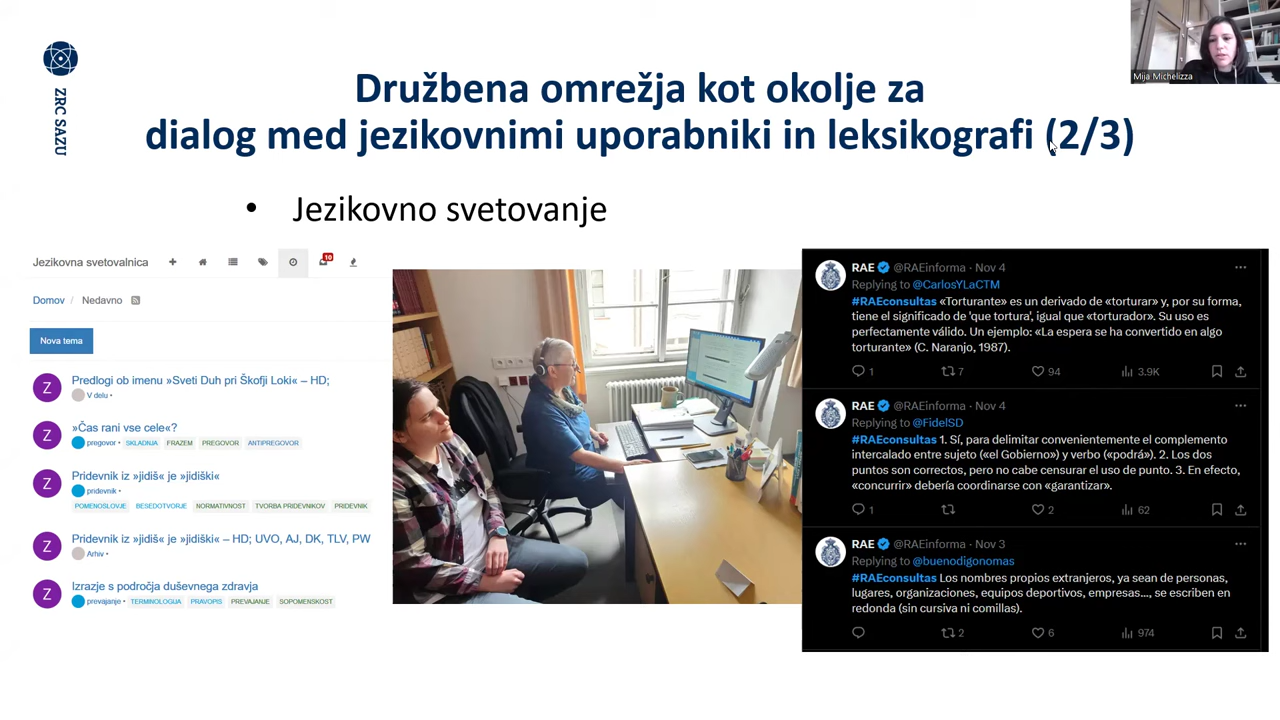 Mija Michelizza
ZRC SAZU
Družbena omrežja kot okolje za
dialog med jezikovnimi uporabniki in leksikografi (2/3)
• Jezikovno svetovanje
Jezikovna svetovalnica
10
Domov / Nedavno
Nova tema
Z
Predlogi ob imenu »Sveti Duh pri Škofji Loki« – HD;
V delu •
Z
»Čas rani vse cele«?
pregovor • SKLADNJA FRAZEM PREGOVOR ANTIPREGOVOR
Z
Pridevnik iz »jidiš« je »jidiški«
pridevnik •
POMENOSLOVJE BESEDOTVORJE NORMATIVNOST TVORBA PRIDEVNIKOV PRIDEVNIK
Z
Pridevnik iz »jidiš« je »jidiški« – HD; UVO, AJ, DK, TLV, PW
Arhiv •
Z
Izrazje s področja duševnega zdravja
prevajanje • TERMINOLOGIJA PRAVOPIS PREVAJANJE SOPOMENSKOST
RAE @RAEinforma · Nov 4
Replying to @CarlosYLaCTM
#RAEconsultas «Torturante» es un derivado de «torturar» y, por su forma,
tiene el significado de 'que tortura', igual que «torturador». Su uso es
perfectamente válido. Un ejemplo: «La espera se ha convertido en algo
torturante» (C. Naranjo, 1987).
1 7 94 3.9K
RAE @RAEinforma · Nov 4
Replying to @FidelSD
#RAEconsultas 1. Sí, para delimitar convenientemente el complemento
intercalado entre sujeto («el Gobierno») y verbo («podrá»). 2. Los dos
puntos son correctos, pero no cabe censurar el uso de punto. 3. En efecto,
«concurrir» debería coordinarse con «garantizar».
1 2 62
RAE @RAEinforma · Nov 3
Replying to @buenodigonomas
#RAEconsultas Los nombres propios extranjeros, ya sean de personas,
lugares, organizaciones, equipos deportivos, empresas..., se escriben en
redonda (sin cursiva ni comillas).
2 6 974